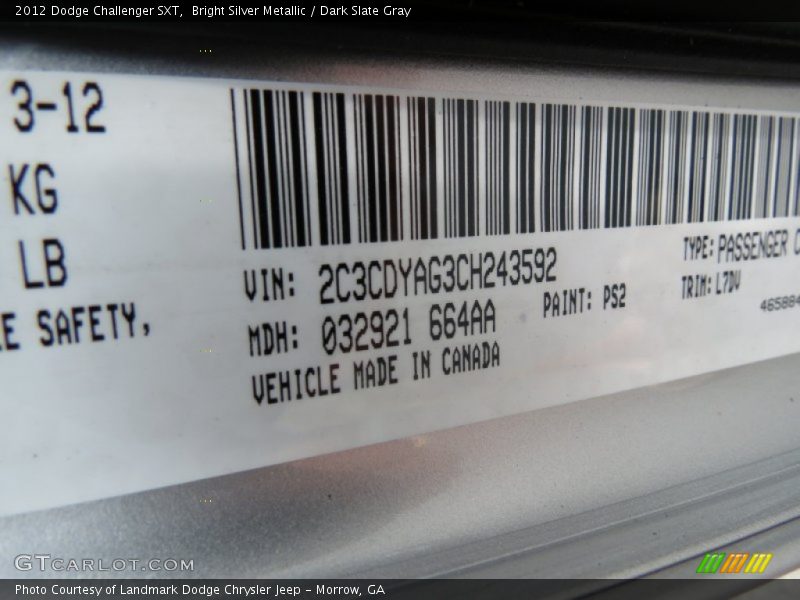 2012 Dodge Challenger SXT,  Bright Silver Metallic / Dark Slate Gray
3-12
KG
LB
E SAFETY,
VIN: 2C3CDYAG3CH243592
TYPE: PASSENGER C
MDH: 032921 664AA
PAINT: PS2
TRIM: L7DV
VEHICLE MADE IN CANADA
465884
GTCARLOT.COM
Photo Courtesy of Landmark Dodge Chrysler Jeep – Morrow, GA